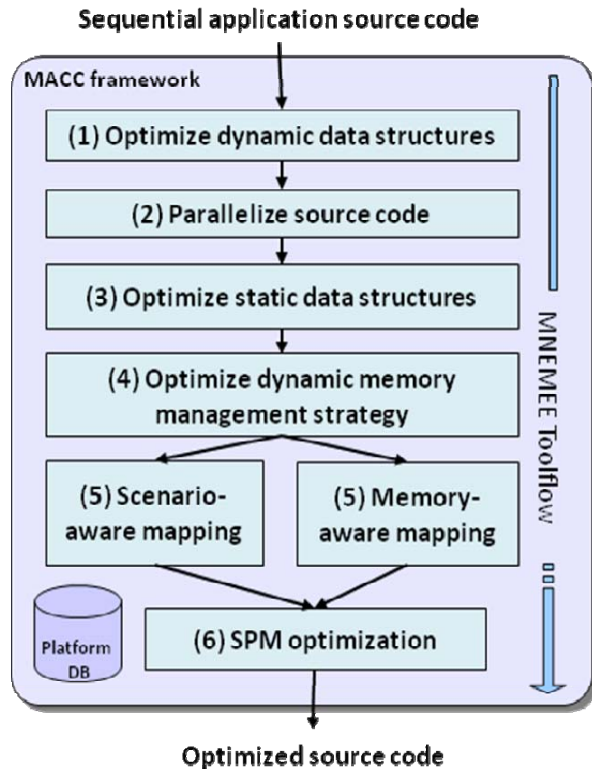 Sequential application source code
MACC framework
(1) Optimize dynamic data structures
(2) Parallelize source code
(3) Optimize static data structures
(4) Optimize dynamic memory
management strategy
(5) Scenario-
aware mapping
(5) Memory-
aware mapping
MNEMEE Toolflow
Platform
DB
(6) SPM optimization
Optimized source code